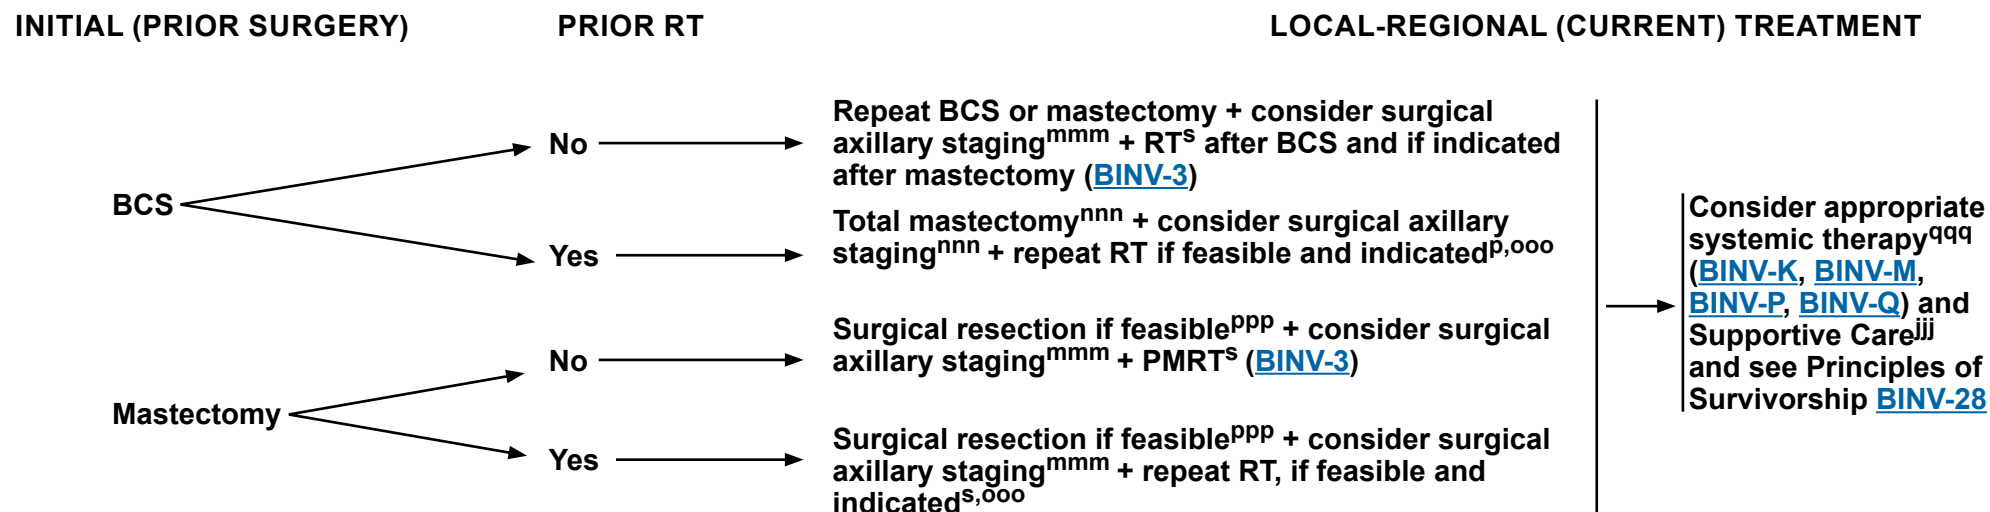 INITIAL (PRIOR SURGERY) PRIOR RT LOCAL-REGIONAL (CURRENT) TREATMENT
BCS
No
Repeat BCS or mastectomy + consider surgical
axillary stagingmmm + RTs after BCS and if indicated
after mastectomy (BINV-3)
Yes
Total mastectomynnn + consider surgical axillary
stagingnnn + repeat RT if feasible and indicatedp,ooo
Mastectomy
No
Surgical resection if feasibleppp + consider surgical
axillary stagingmmm + PMRTs (BINV-3)
Yes
Surgical resection if feasibleppp + consider surgical
axillary stagingmmm + repeat RT, if feasible and
indicateds,ooo
Consider appropriate
systemic therapyqqq
(BINV-K, BINV-M,
BINV-P, BINV-Q) and
Supportive Carejjj
and see Principles of
Survivorship BINV-28